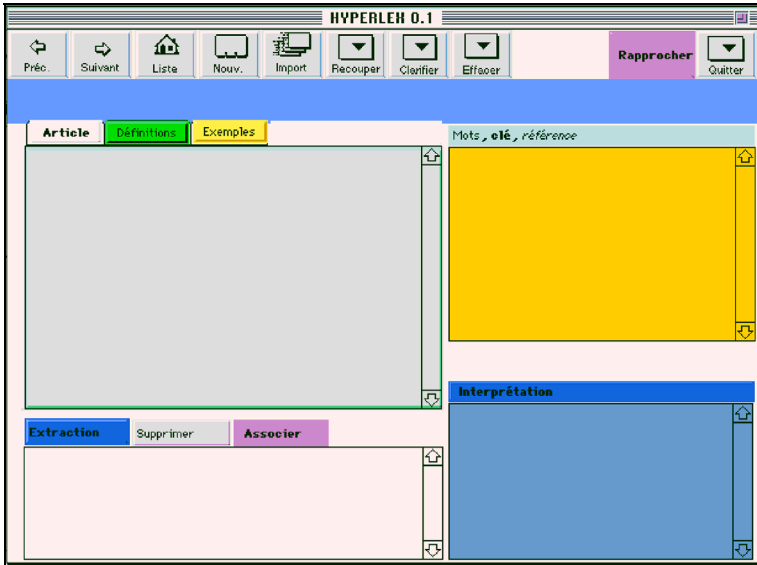 HYPERLEX 0.1
Préc. Suivant Liste Nouv. Import Recouper Clarifier Effacer Rapprocher Quitter
Article Définitions Exemples
Mots, clé, référence
Interprétation
Extraction Supprimer Associer